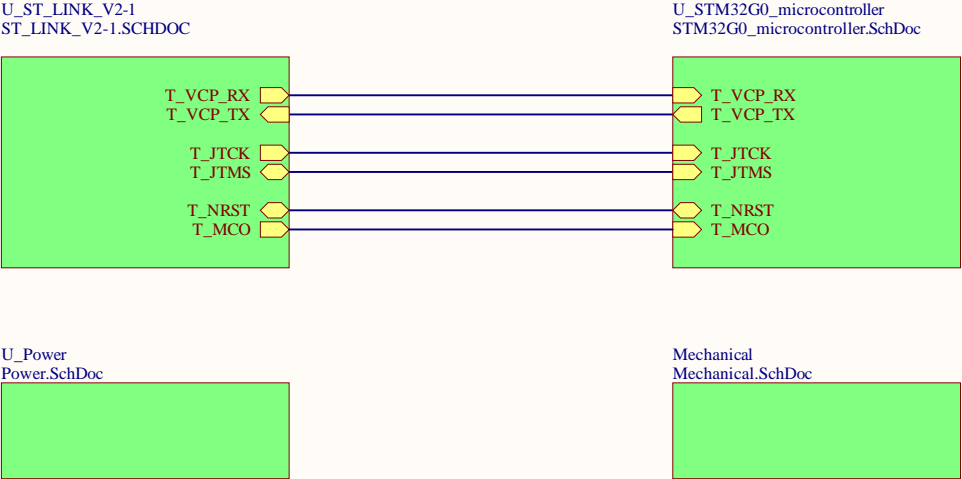 U_ST_LINK_V2-1
ST_LINK_V2-1.SCHDOC
T_VCP_RX
T_VCP_TX
T_JTCK
T_JTMS
T_NRST
T_MCO
U_STM32G0_microcontroller
STM32G0_microcontroller.SchDoc
T_VCP_RX
T_VCP_TX
T_JTCK
T_JTMS
T_NRST
T_MCO
U_Power
Power.SchDoc
Mechanical
Mechanical.SchDoc